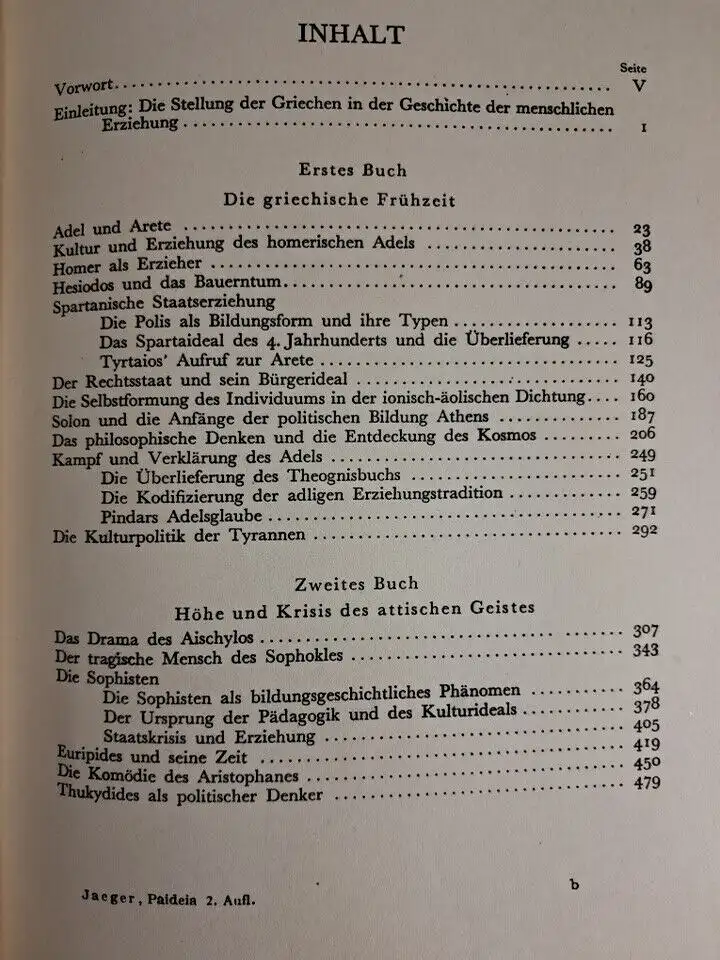 INHALT
Seite
Vorwort ........ V
Einleitung: Die Stellung der Griechen in der Geschichte der menschlichen
Erziehung ........ 1
Erstes Buch
Die griechische Frühzeit
Adel und Arete ........ 23
Kultur und Erziehung des homerischen Adels ........ 38
Homer als Erzieher ........ 63
Hesiodos und das Bauerntum ........ 89
Spartanische Staatserziehung
Die Polis als Bildungsform und ihre Typen ........ 113
Das Spartaideal des 4. Jahrhunderts und die Überlieferung ..... 116
Tyrtaios' Aufruf zur Arete ........ 125
Der Rechtsstaat und sein Bürgerideal ........ 140
Die Selbstformung des Individuums in der ionisch-äolischen Dichtung .... 160
Solon und die Anfänge der politischen Bildung Athens ........ 187
Das philosophische Denken und die Entdeckung des Kosmos ........ 206
Kampf und Verklärung des Adels ........ 249
Die Überlieferung des Theognisbuchs ........ 251
Die Kodifizierung der adligen Erziehungstradition ........ 259
Pindars Adelsglaube ........ 271
Die Kulturpolitik der Tyrannen ........ 292
Zweites Buch
Höhe und Krisis des attischen Geistes
Das Drama des Aischylos ........ 307
Der tragische Mensch des Sophokles ........ 343
Die Sophisten
Die Sophisten als bildungsgeschichtliches Phänomen ........ 364
Der Ursprung der Pädagogik und des Kulturideals ........ 378
Staatskrisis und Erziehung ........ 405
Euripides und seine Zeit ........ 419
Die Komödie des Aristophanes ........ 450
Thukydides als politischer Denker ........ 479
Jaeger, Paideia 2. Aufl. b